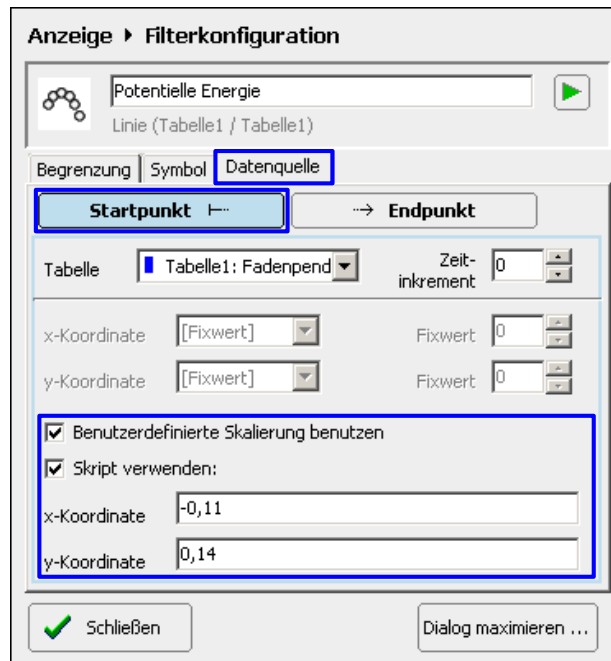 Anzeige ▸ Filterkonfiguration
Potentielle Energie
Linie (Tabelle1 / Tabelle1)
Begrenzung Symbol Datenquelle
Startpunkt Endpunkt
Tabelle Tabelle1: Fadenpend Zeit-
inkrement 0
x-Koordinate [Fixwert] Fixwert 0
y-Koordinate [Fixwert] Fixwert 0
Benutzerdefinierte Skalierung benutzen
Skript verwenden:
x-Koordinate -0,11
y-Koordinate 0,14
Schließen Dialog maximieren ...